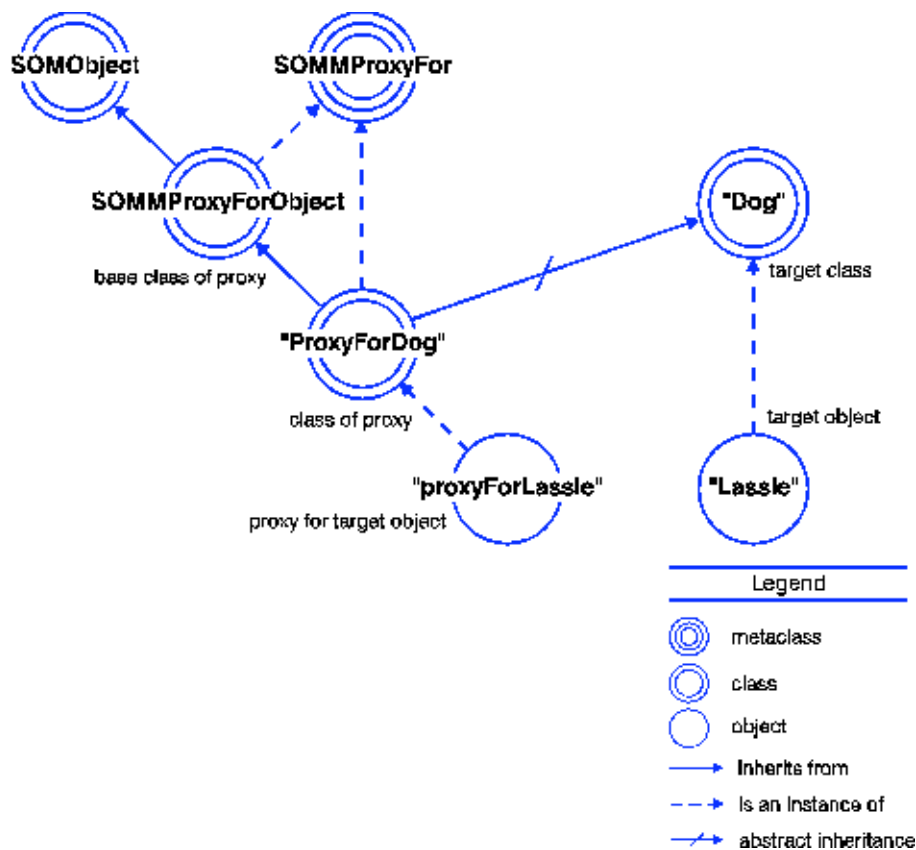 SOMObject
SOMMProxyFor
SOMMProxyForObject
"Dog"
base class of proxy
target class
"ProxyForDog"
class of proxy
target object
"proxyForLassie"
"Lassie"
proxy for target object
Legend
metaclass
class
object
Inherits from
Is an Instance of
abstract inheritance